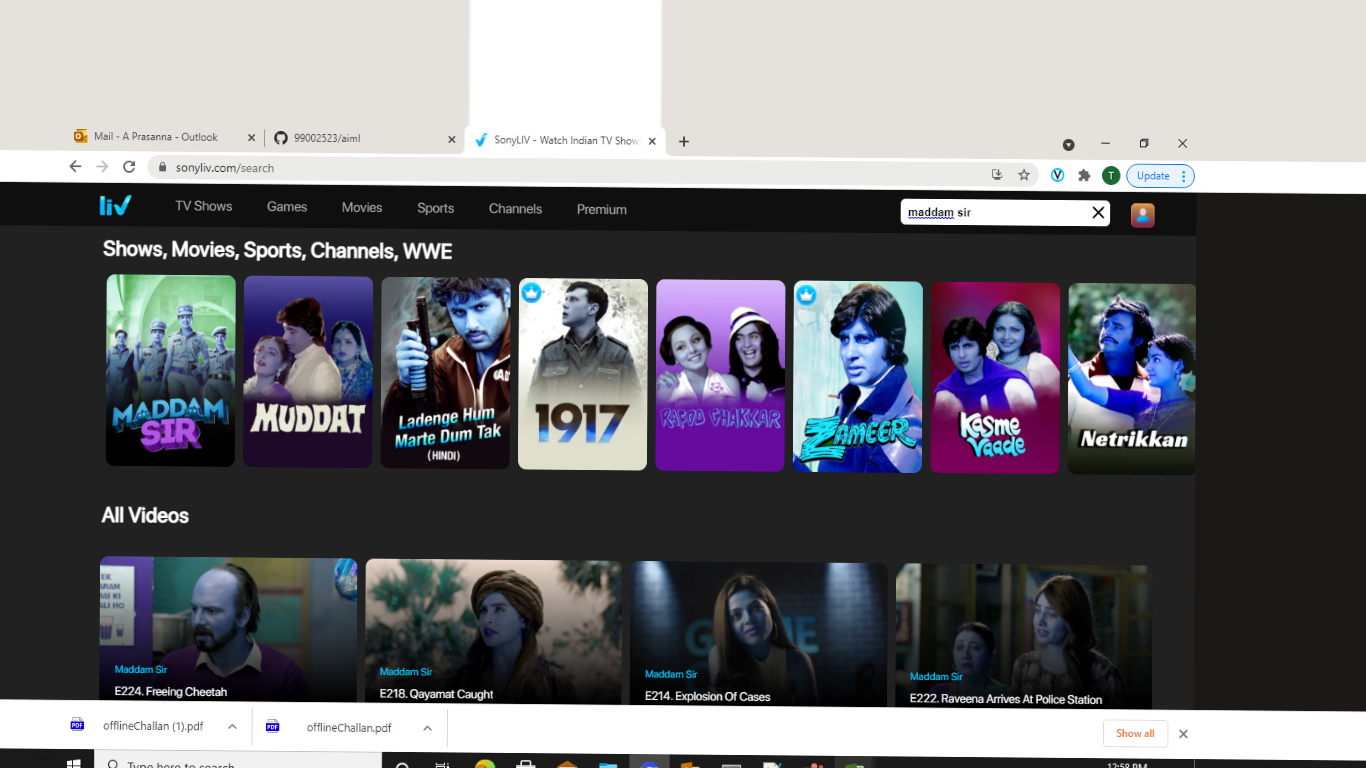 Mail - A Prasanna - Outlook
99002523/aiml
SonyLIV - Watch Indian TV Show
sonyliv.com/search
T
Update
liv
TV Shows
Games
Movies
Sports
Channels
Premium
maddam sir
Shows, Movies, Sports, Channels, WWE
MADDAM SIR
MUDDAT
Ladenge Hum
Marte Dum Tak
(HINDI)
1917
RAFOO CHAKKAR
ZAMEER
Kasme
Vaade
Netrikkan
All Videos
Maddam Sir
E224. Freeing Cheetah
Maddam Sir
E218. Qayamat Caught
Maddam Sir
E214. Explosion Of Cases
Maddam Sir
E222. Raveena Arrives At Police Station
PDF
offlineChallan (1).pdf
PDF
offlineChallan.pdf
Show all
Type here to search
12:58 PM